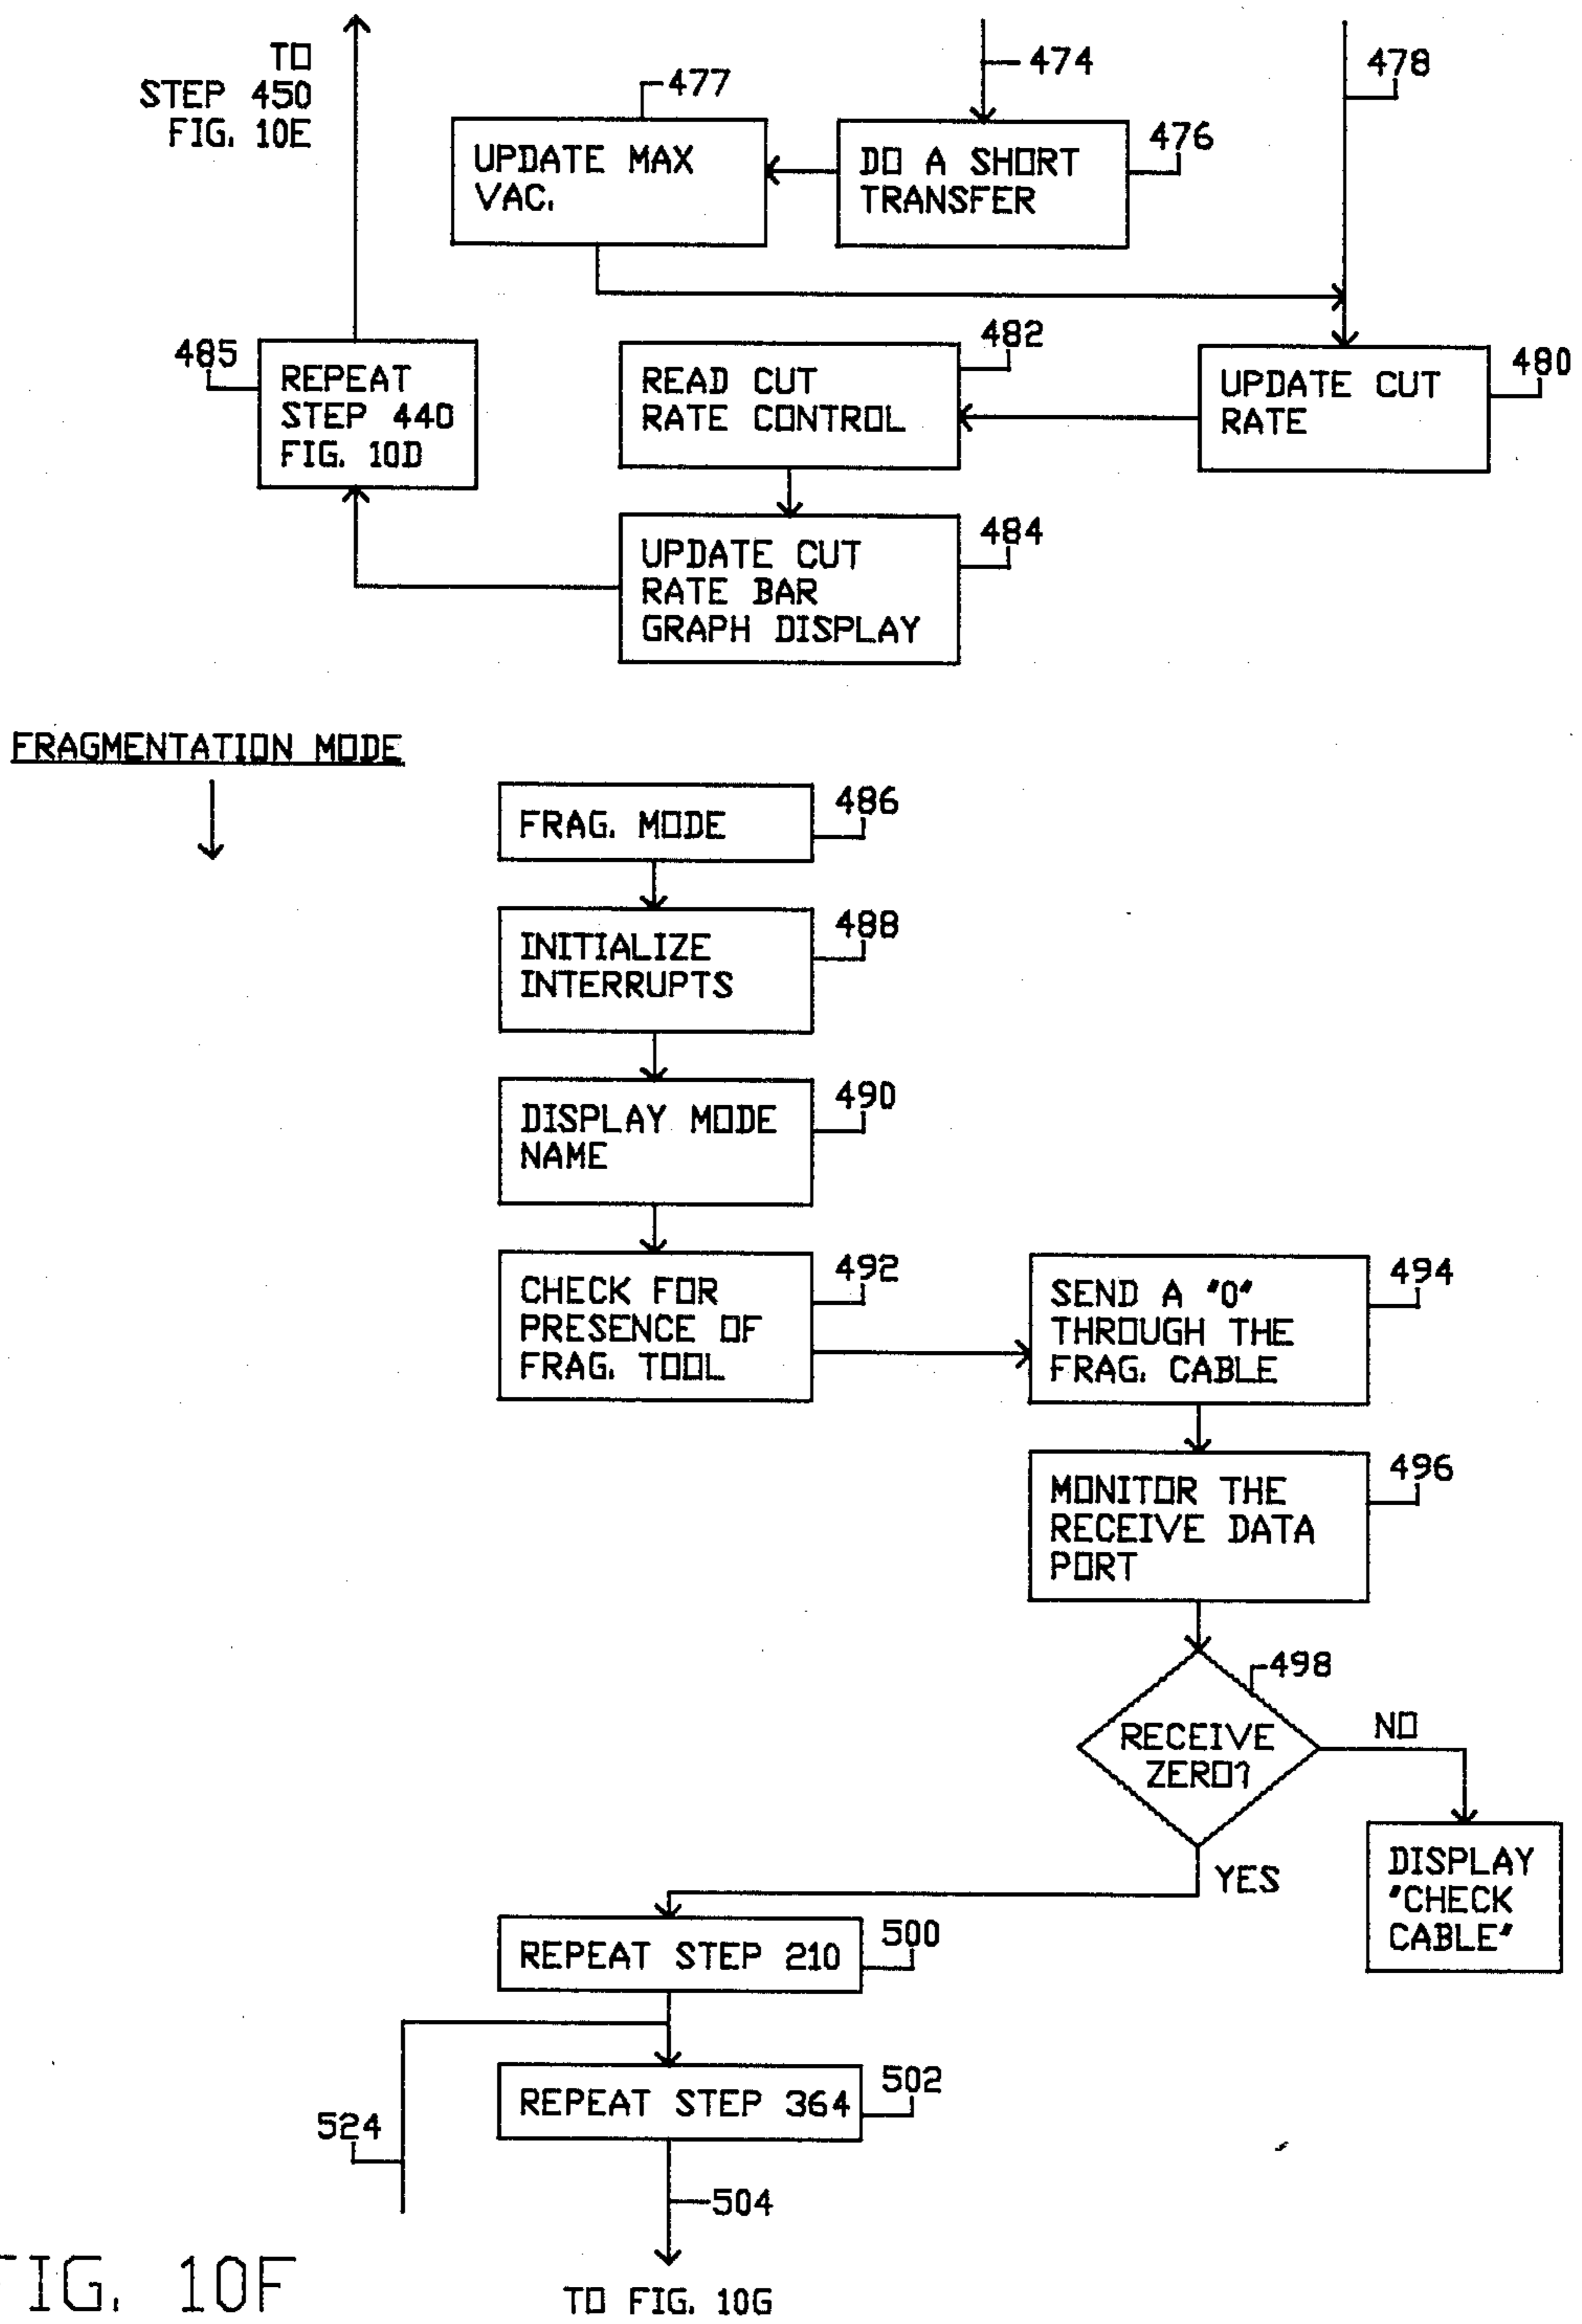 TO
STEP 450
FIG. 10E
477
474
478
UPDATE MAX
VAC.
DO A SHORT
TRANSFER
476
485
REPEAT
STEP 440
FIG. 10D
READ CUT
RATE CONTROL
482
UPDATE CUT
RATE
480
UPDATE CUT
RATE BAR
GRAPH DISPLAY
484
FRAGMENTATION MODE
FRAG. MODE
486
INITIALIZE
INTERRUPTS
488
DISPLAY MODE
NAME
490
CHECK FOR
PRESENCE OF
FRAG. TOOL
492
SEND A "0"
THROUGH THE
FRAG. CABLE
494
MONITOR THE
RECEIVE DATA
PORT
496
498
RECEIVE
ZERO?
NO
YES
DISPLAY
"CHECK
CABLE"
REPEAT STEP 210
500
REPEAT STEP 364
502
524
504
FIG. 10F
TO FIG. 10G